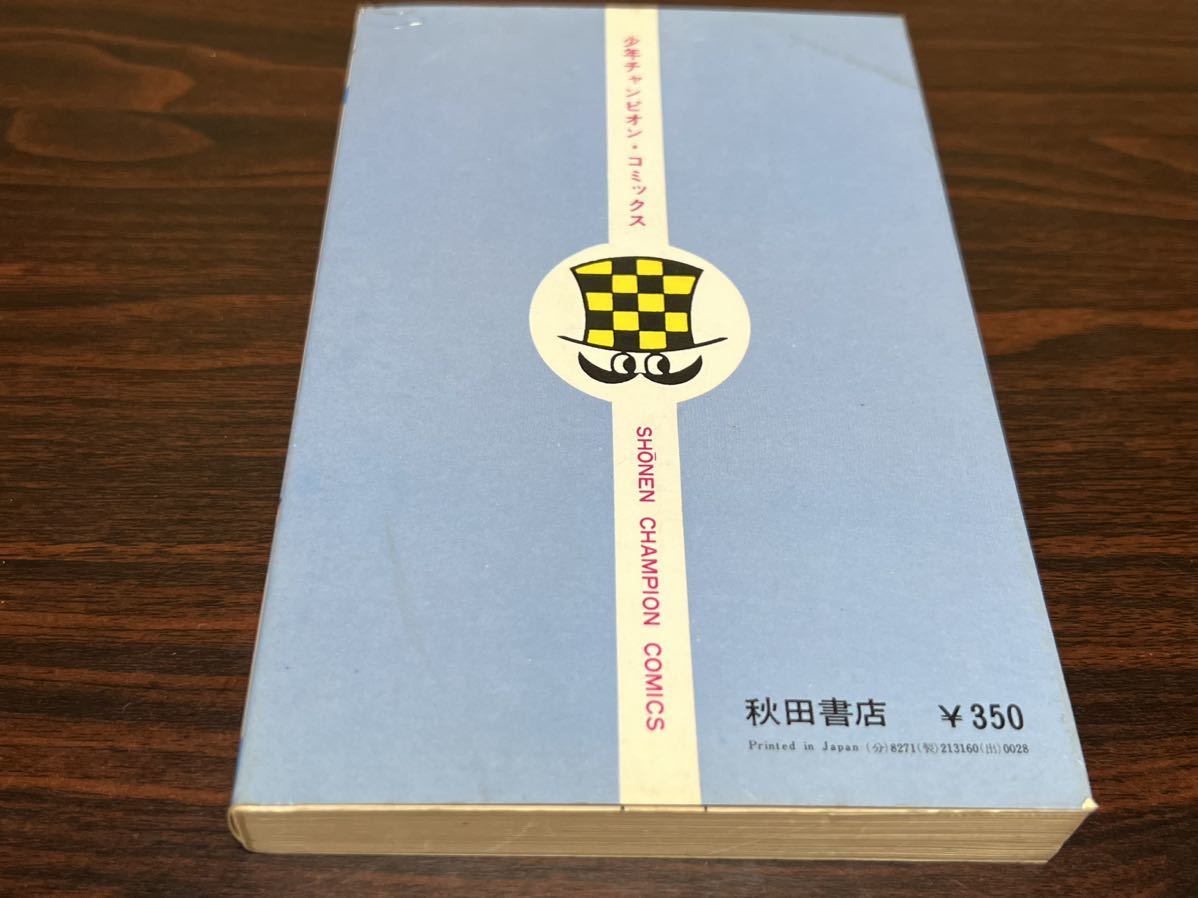 少年チャンピオン・コミックス
SHŌNEN CHAMPION COMICS
秋田書店 ￥350
Printed in Japan (分)8271(製)213160(出)0028